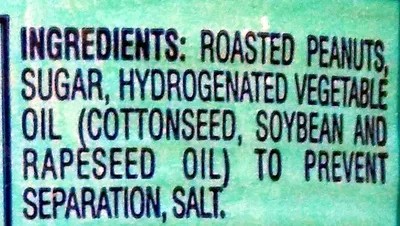 INGREDIENTS: ROASTED PEANUTS,
SUGAR, HYDROGENATED VEGETABLE
OIL (COTTONSEED, SOYBEAN AND
RAPESEED OIL) TO PREVENT
SEPARATION, SALT.